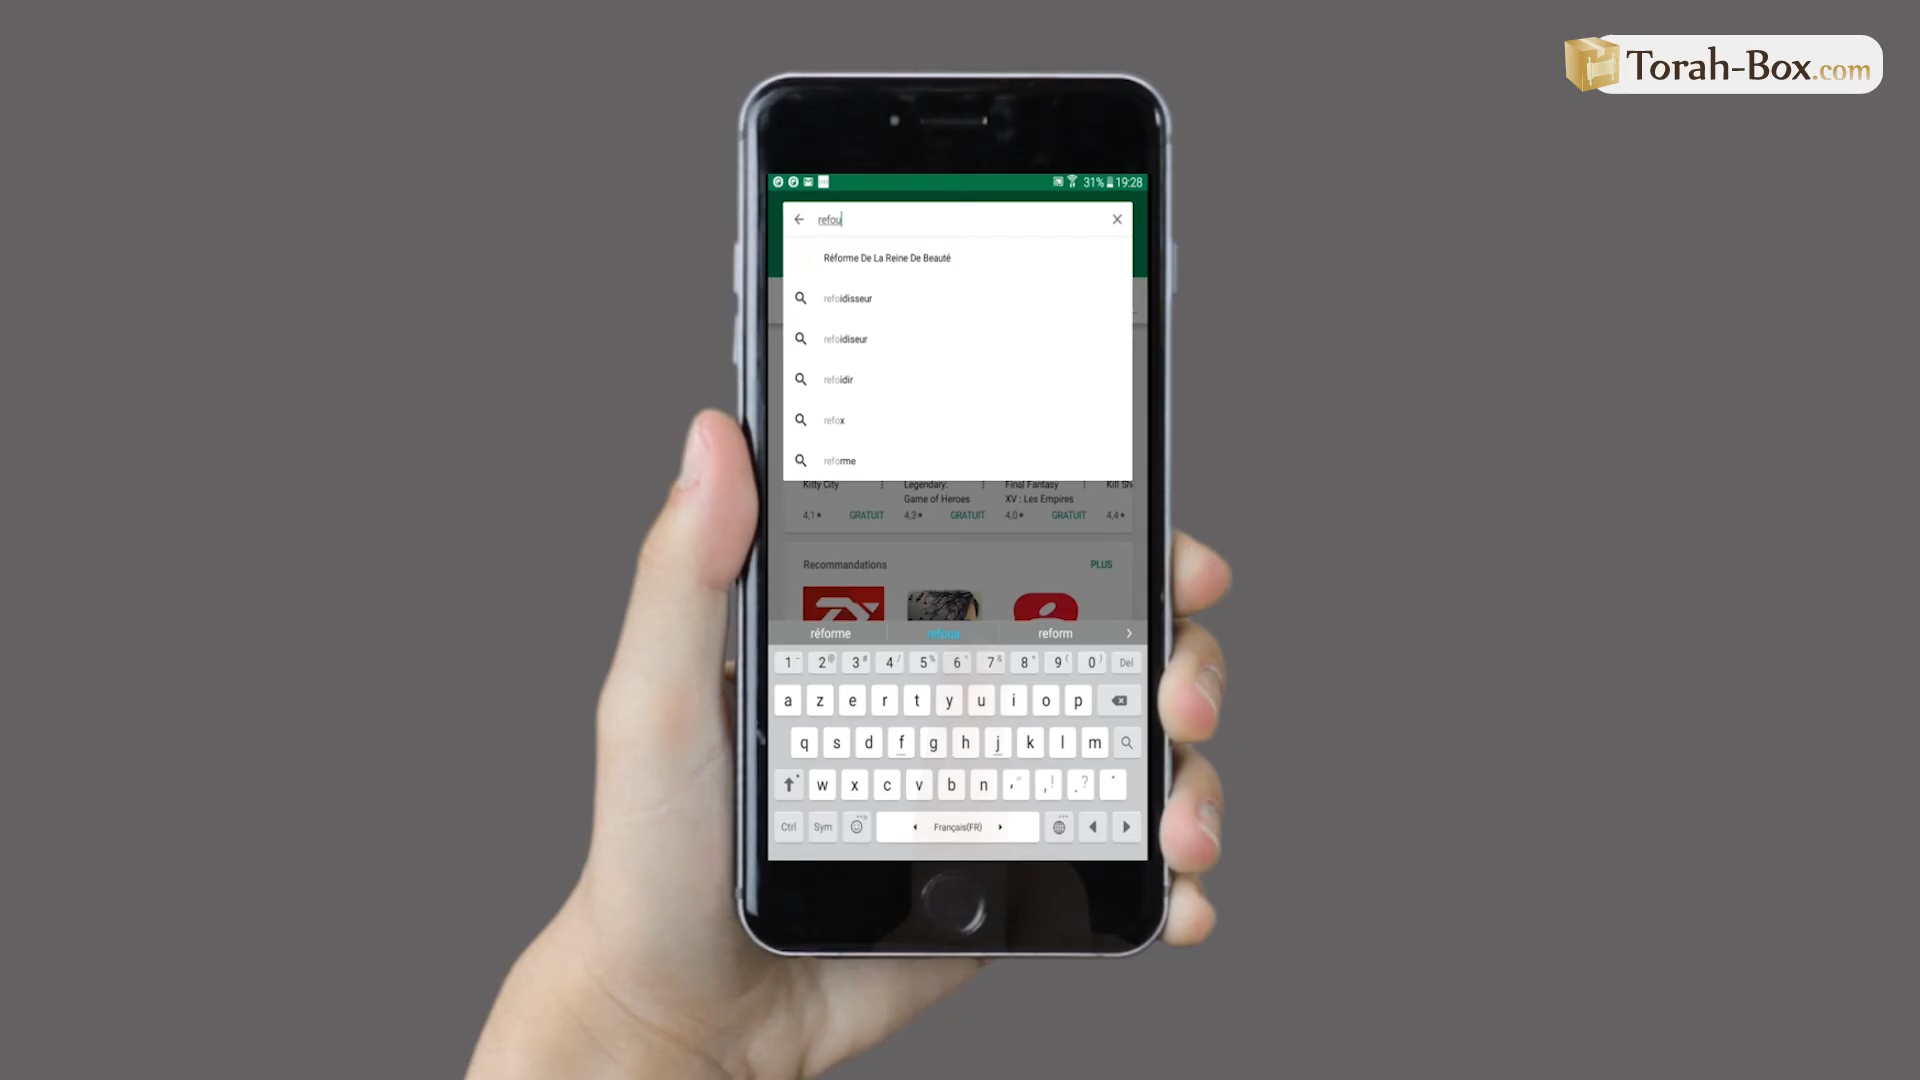 Torah-Box.com
31% 19:28
refou
Réforme De La Reine De Beauté
refoidisseur
refoidiseur
refoidir
refox
reforme
Kitty City
Legendary: Game of Heroes
Final Fantasy XV : Les Empires
Kill Sh
4,1★ GRATUIT 4,3★ GRATUIT 4,0★ GRATUIT 4,4★
Recommandations PLUS
réforme refoua reform
1 2 3 4 5 6 7 8 9 0 Del
a z e r t y u i o p
q s d f g h j k l m
w x c v b n
Ctrl Sym Français(FR)